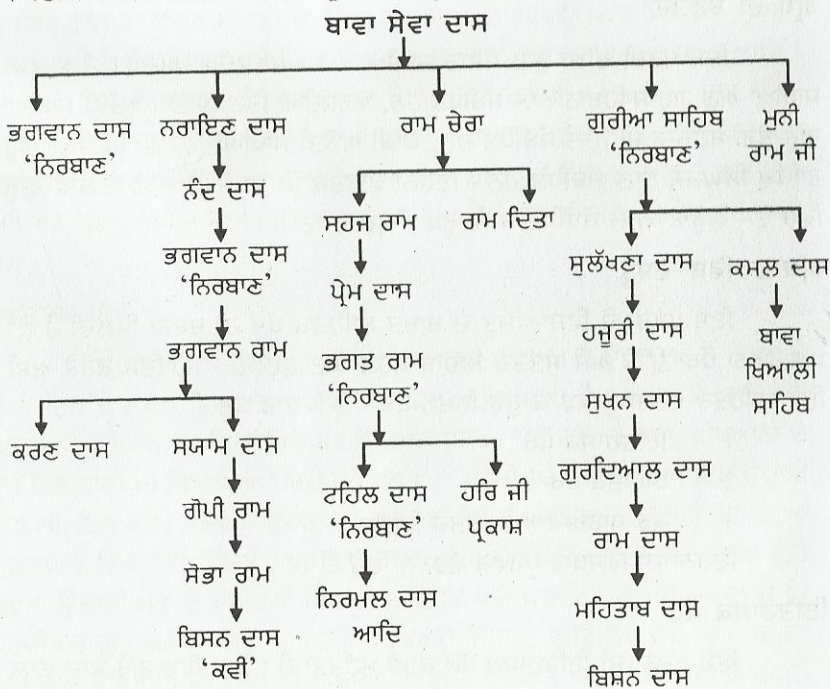 ਬਾਵਾ ਸੇਵਾ ਦਾਸ
ਭਗਵਾਨ ਦਾਸ
‘ਨਿਰਬਾਣ’
ਨਰਾਇਣ ਦਾਸ
ਰਾਮ ਚੇਰਾ
ਗੁਰੀਆ ਸਾਹਿਬ
‘ਨਿਰਬਾਣ’
ਮੁਨੀ
ਰਾਮ ਜੀ
ਨੰਦ ਦਾਸ
ਭਗਵਾਨ ਦਾਸ
‘ਨਿਰਬਾਣ’
ਭਗਵਾਨ ਰਾਮ
ਕਰਣ ਦਾਸ
ਸਯਾਮ ਦਾਸ
ਗੋਪੀ ਰਾਮ
ਸੋਭਾ ਰਾਮ
ਬਿਸਨ ਦਾਸ
‘ਕਵੀ’
ਸਹਜ ਰਾਮ
ਰਾਮ ਦਿਤਾ
ਪ੍ਰੇਮ ਦਾਸ
ਭਗਤ ਰਾਮ
‘ਨਿਰਬਾਣ’
ਟਹਿਲ ਦਾਸ
‘ਨਿਰਬਾਣ’
ਹਰਿ ਜੀ
ਪ੍ਰਕਾਸ਼
ਨਿਰਮਲ ਦਾਸ
ਆਦਿ
ਸੁਲੱਖਣਾ ਦਾਸ
ਕਮਲ ਦਾਸ
ਹਜ਼ੂਰੀ ਦਾਸ
ਬਾਵਾ
ਖਿਆਲੀ
ਸਾਹਿਬ
ਸੁਖਨ ਦਾਸ
ਗੁਰਦਿਆਲ ਦਾਸ
ਰਾਮ ਦਾਸ
ਮਹਿਤਾਬ ਦਾਸ
ਬਿਸ਼ਨ ਦਾਸ